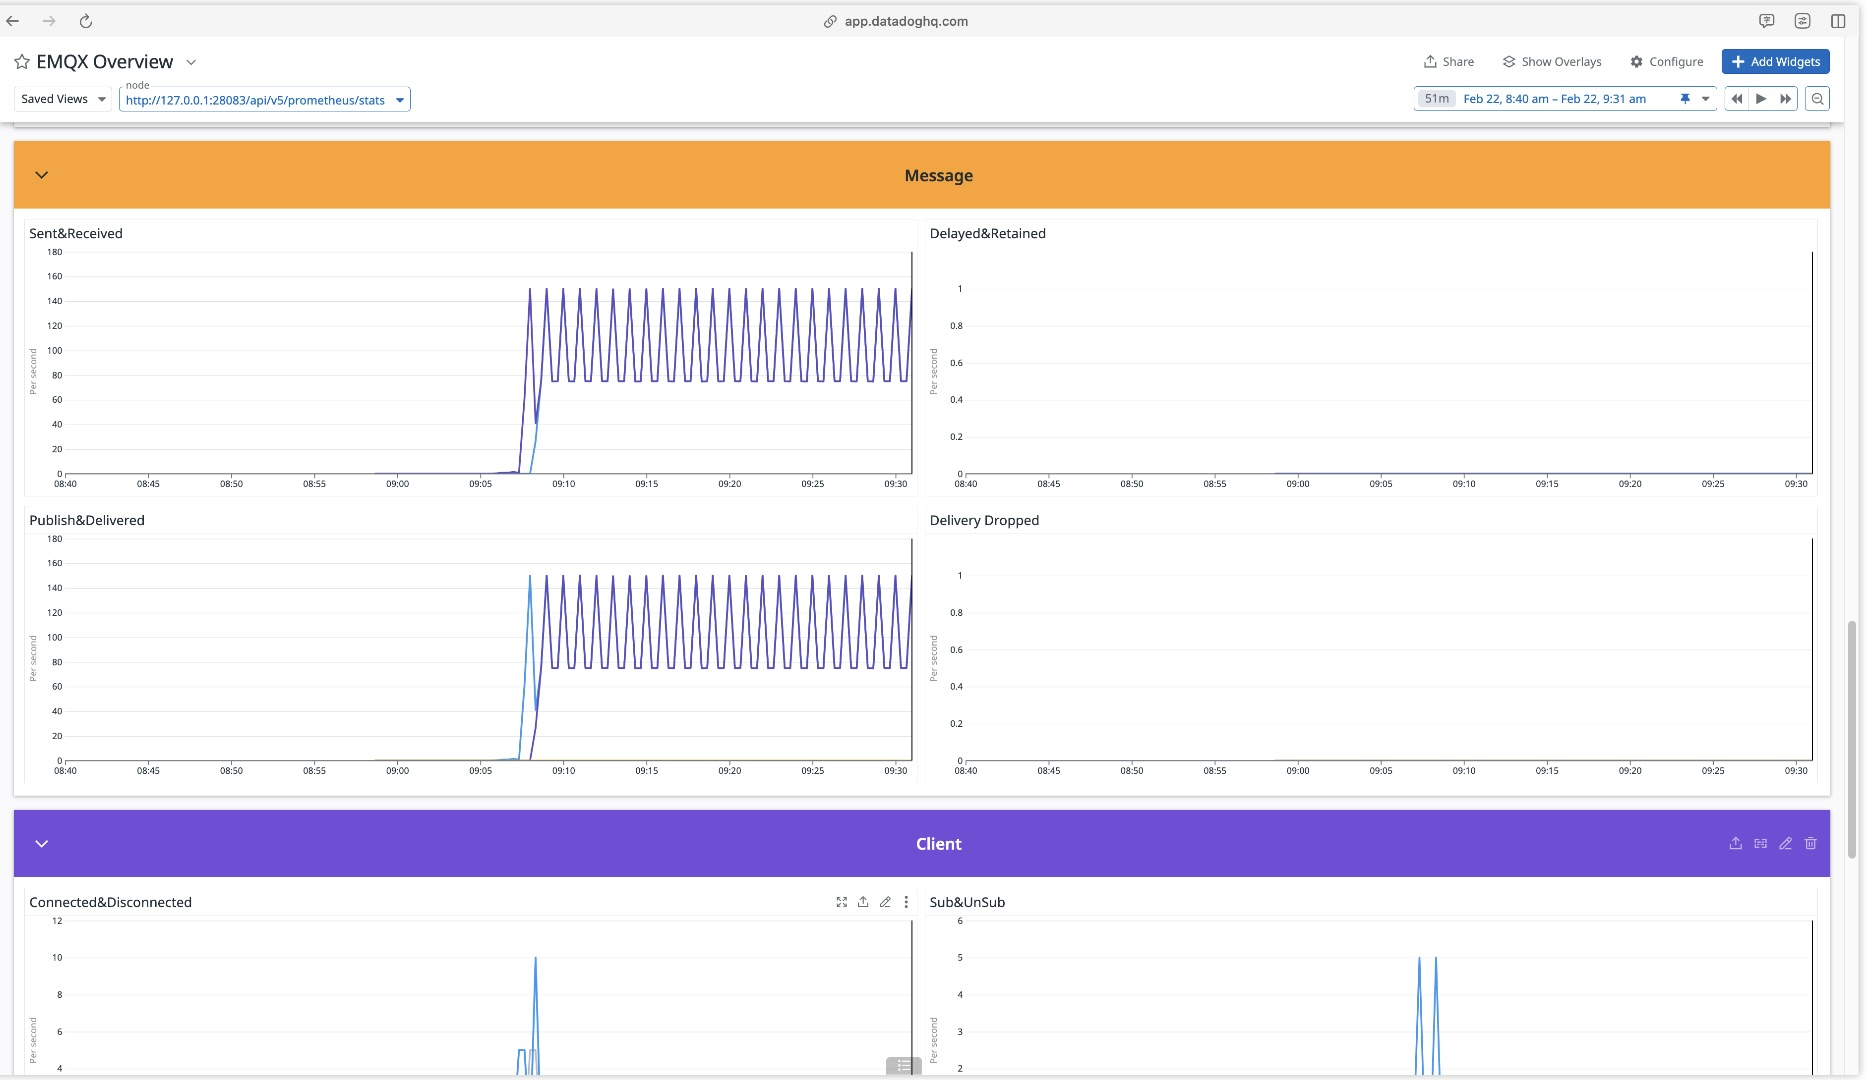 app.datadoghq.com
EMQX Overview
Share
Show Overlays
Configure
Add Widgets
Saved Views
node
http://127.0.0.1:28083/api/v5/prometheus/stats
51m Feb 22, 8:40 am – Feb 22, 9:31 am
Message
Sent&Received
Per second
180
160
140
120
100
80
60
40
20
0
08:40 08:45 08:50 08:55 09:00 09:05 09:10 09:15 09:20 09:25 09:30
Delayed&Retained
Per second
1
0.8
0.6
0.4
0.2
0
08:40 08:45 08:50 08:55 09:00 09:05 09:10 09:15 09:20 09:25 09:30
Publish&Delivered
Per second
180
160
140
120
100
80
60
40
20
0
08:40 08:45 08:50 08:55 09:00 09:05 09:10 09:15 09:20 09:25 09:30
Delivery Dropped
Per second
1
0.8
0.6
0.4
0.2
0
08:40 08:45 08:50 08:55 09:00 09:05 09:10 09:15 09:20 09:25 09:30
Client
Connected&Disconnected
Per second
12
10
8
6
4
Sub&UnSub
Per second
6
5
4
3
2